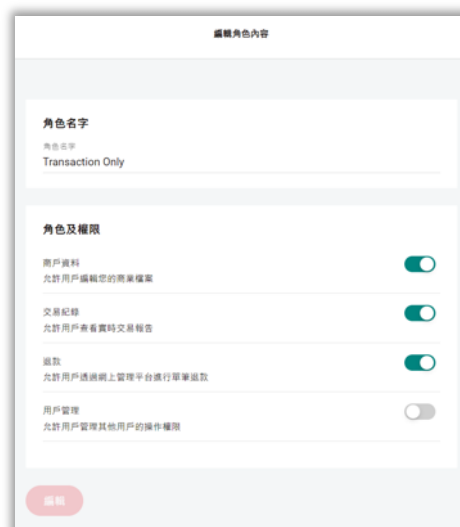 編輯角色內容
角色名字
角色名字
Transaction Only
角色及權限
商戶資料
允許用戶編輯您的商業檔案
交易紀錄
允許用戶查看實時交易報告
退款
允許用戶透過網上管理平台進行單筆退款
用戶管理
允許用戶管理其他用戶的操作權限
編輯